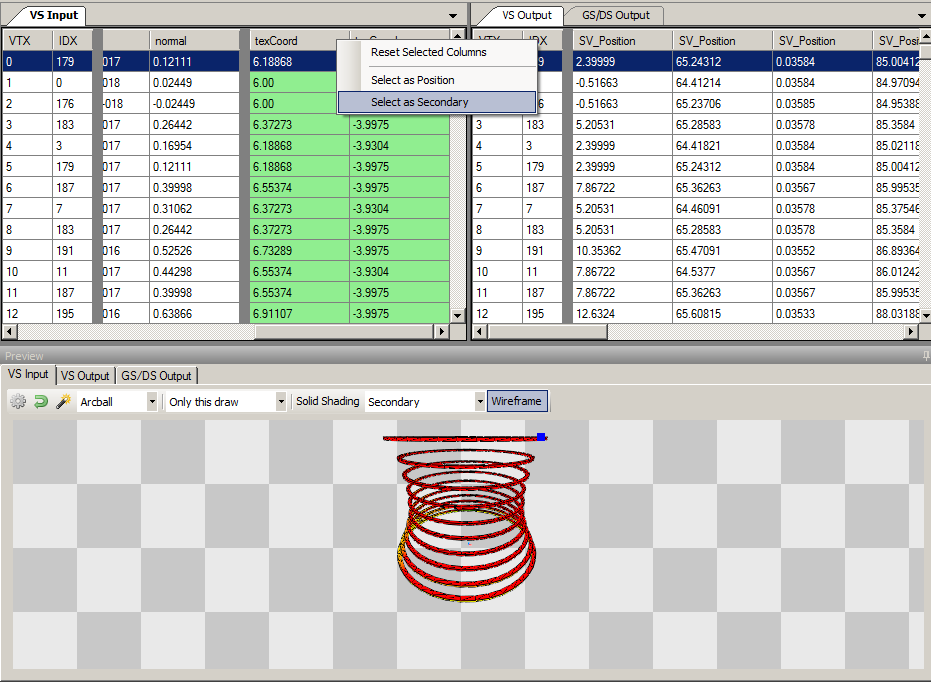 VS Input
VTX IDX normal texCoord
0 179 017 0.12111 6.18868
1 0 018 0.02449 6.00
2 176 -018 -0.02449 6.00
3 183 017 0.26442 6.37273 -3.9975
4 3 017 0.16954 6.18868 -3.9304
5 179 017 0.12111 6.18868 -3.9975
6 187 017 0.39998 6.55374 -3.9975
7 7 017 0.31062 6.37273 -3.9304
8 183 017 0.26442 6.37273 -3.9975
9 191 016 0.52526 6.73289 -3.9975
10 11 017 0.44298 6.55374 -3.9304
11 187 017 0.39998 6.55374 -3.9975
12 195 016 0.63866 6.91107 -3.9975
Reset Selected Columns
Select as Position
Select as Secondary
VS Output GS/DS Output
VTX IDX SV_Position SV_Position SV_Position SV_Posi
9 2.39999 65.24312 0.03584 85.00412
-0.51663 64.41214 0.03584 84.97094
6 -0.51663 65.23706 0.03585 84.95388
3 183 5.20531 65.28583 0.03583 85.3584
4 3 2.39999 64.41821 0.03584 85.02118
5 179 2.39999 65.24312 0.03584 85.00412
6 187 7.86722 65.36263 0.03567 85.99535
7 7 5.20531 64.46091 0.03578 85.37546
8 183 5.20531 65.28583 0.03578 85.3584
9 191 10.35362 65.47091 0.03552 86.89364
10 11 7.86722 64.5377 0.03567 86.01242
11 187 7.86722 65.36263 0.03567 85.99535
12 195 12.6324 65.60815 0.03533 88.03188
Preview
VS Input VS Output GS/DS Output
Arcball Only this draw Solid Shading Secondary Wireframe